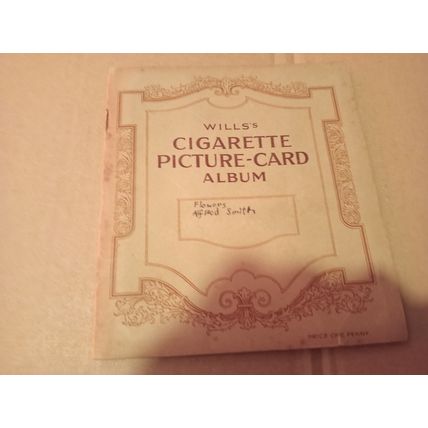 WILLS'S
CIGARETTE
PICTURE-CARD
ALBUM
Flowers
Alfred Smith
PRICE ONE PENNY